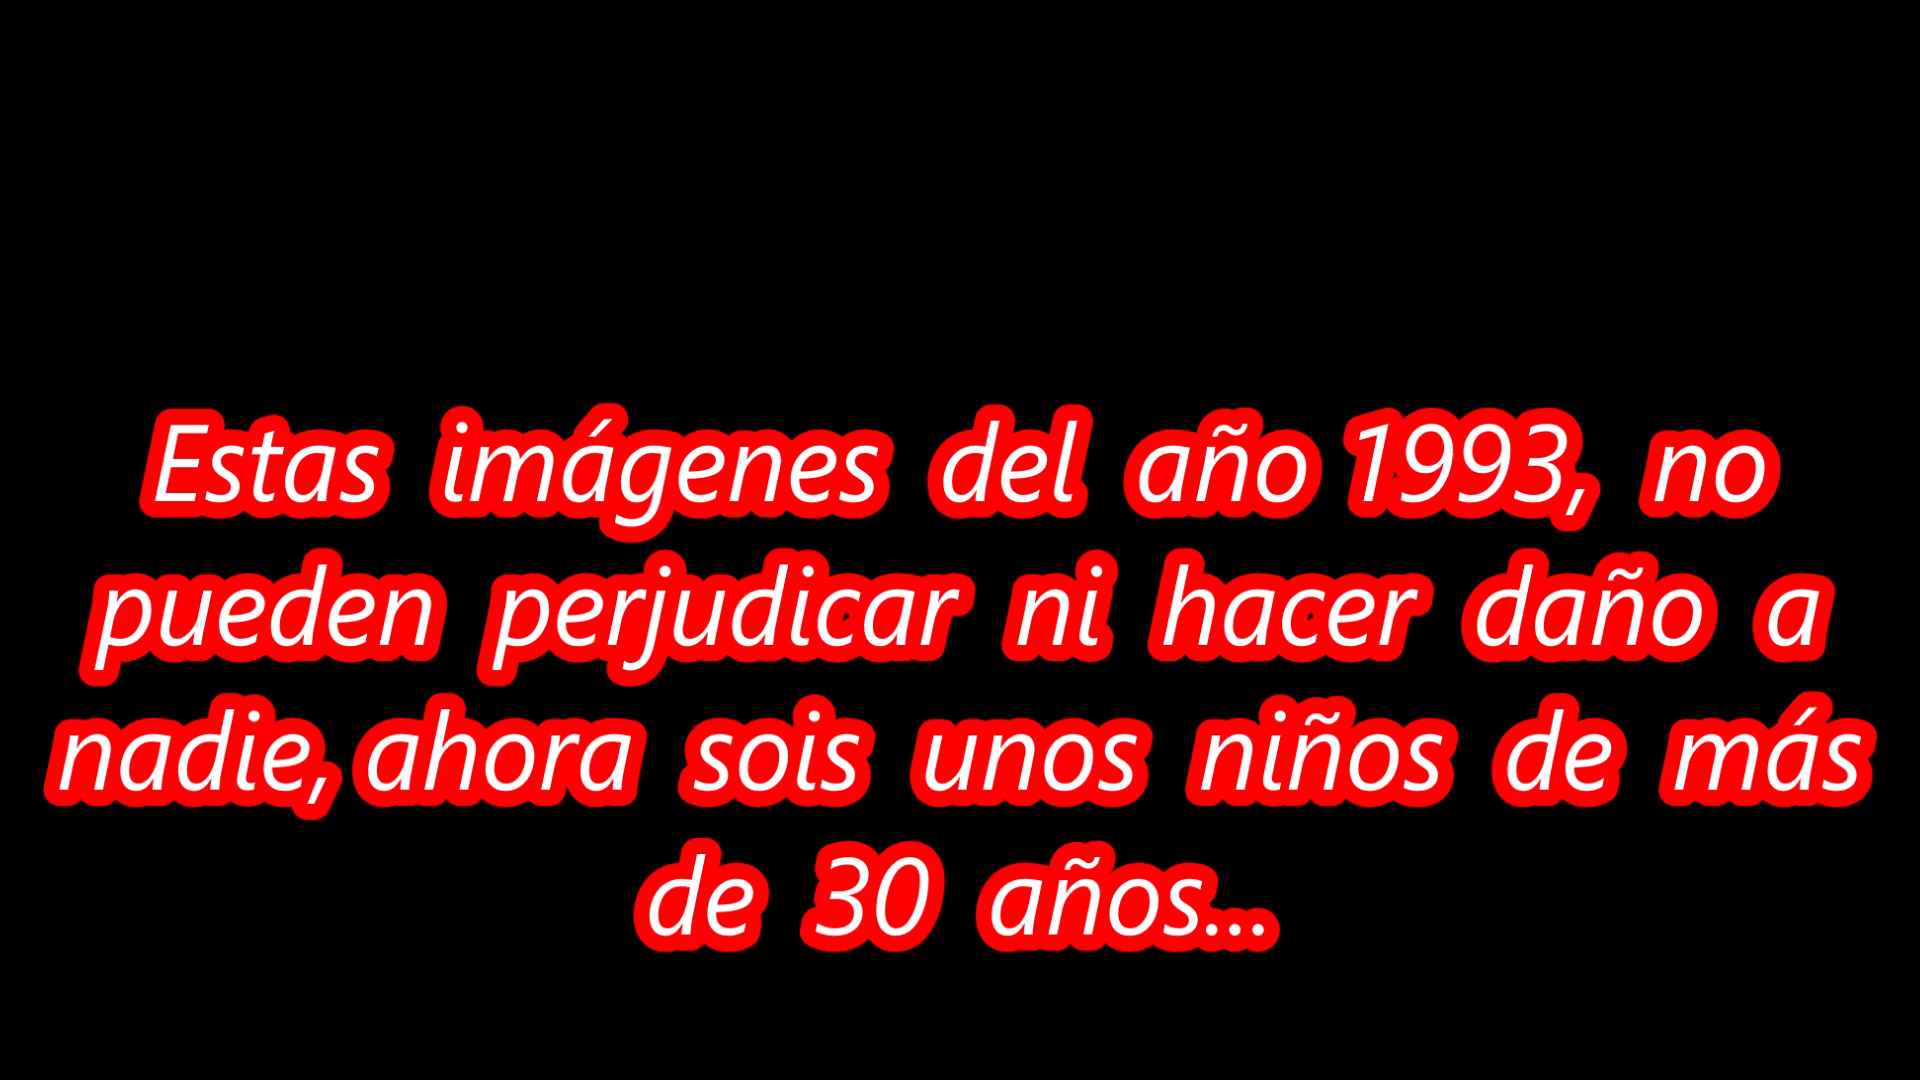 Estas imágenes del año 1993, no
pueden perjudicar ni hacer daño a
nadie, ahora sois unos niños de más
de 30 años...